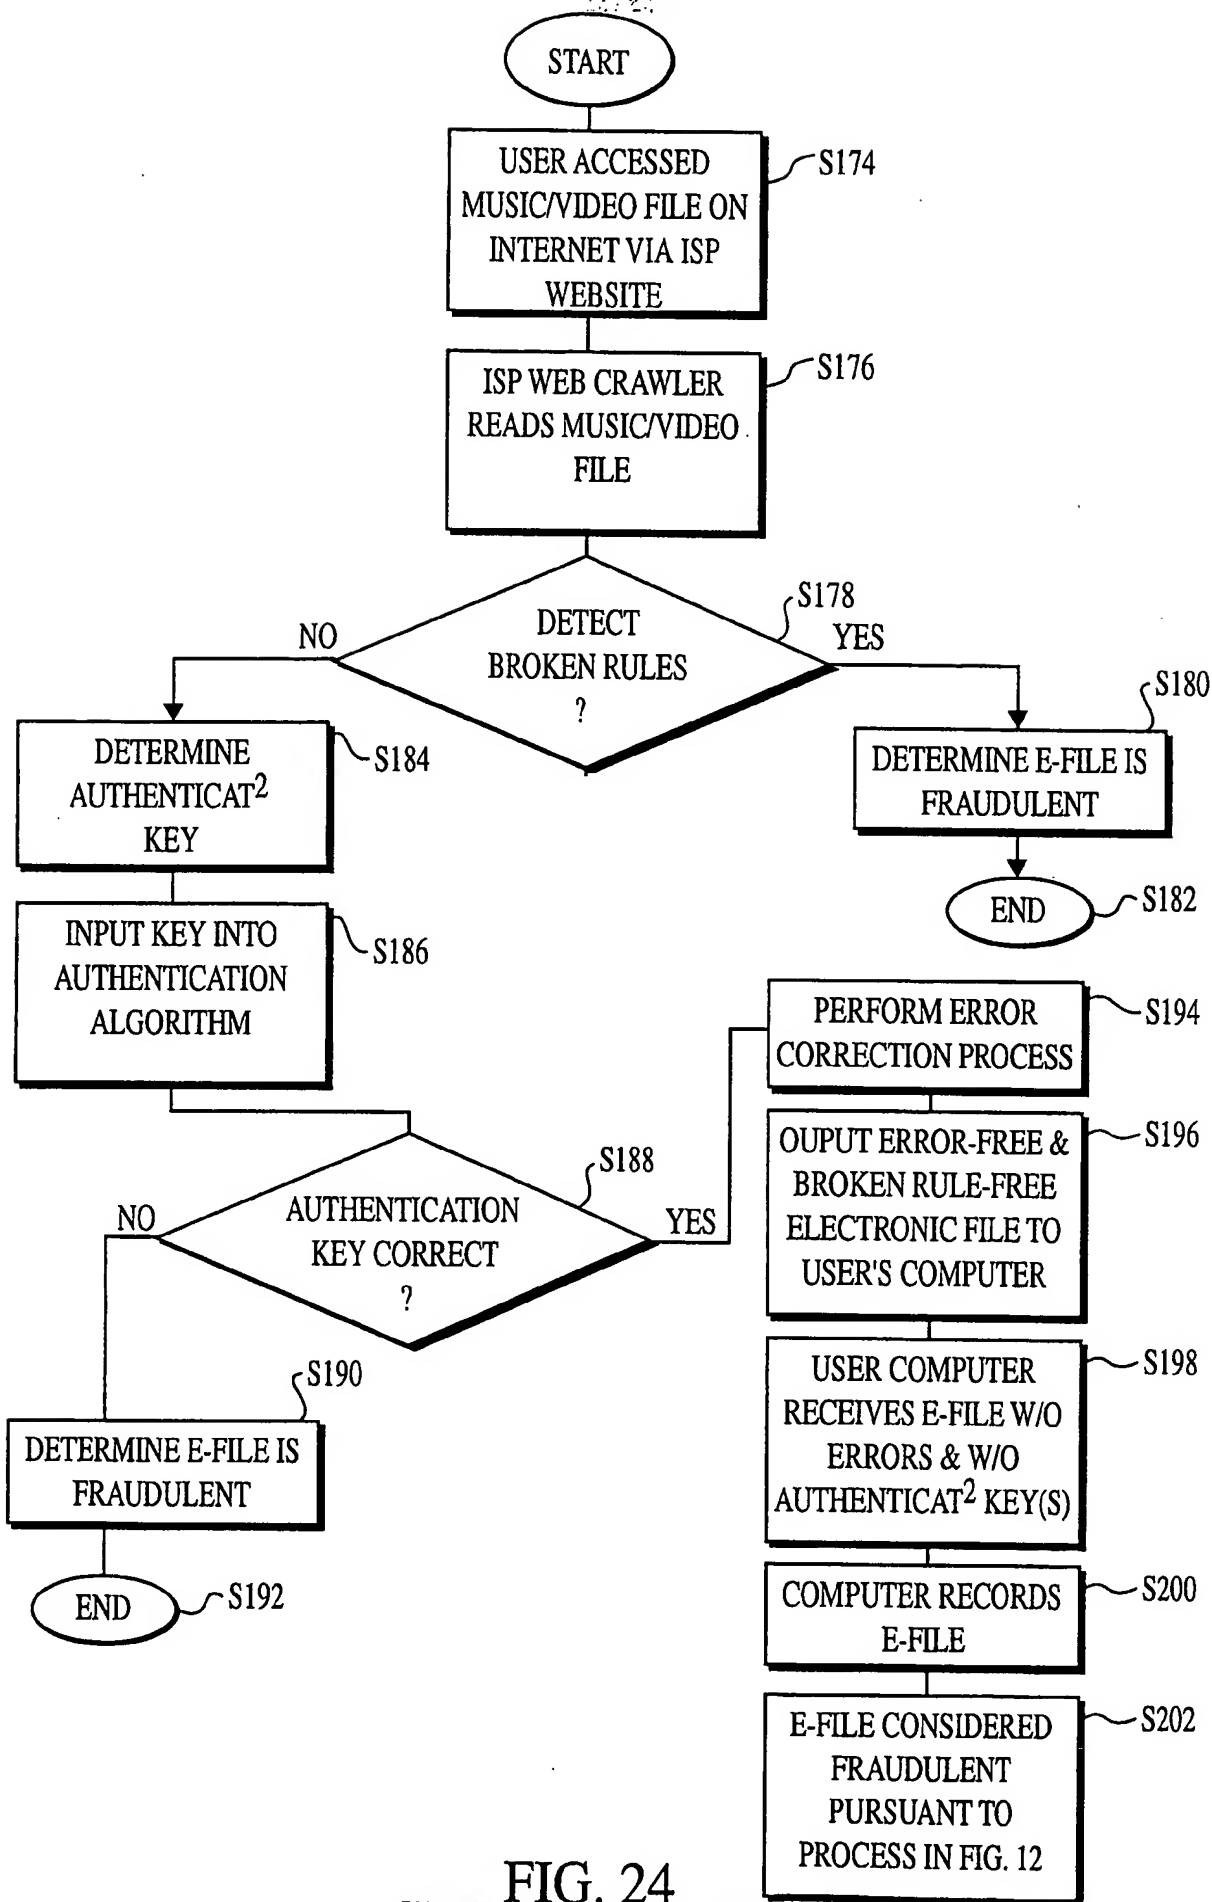 START
USER ACCESSED
MUSIC/VIDEO FILE ON
INTERNET VIA ISP
WEBSITE
S174
ISP WEB CRAWLER
READS MUSIC/VIDEO
FILE
S176
DETECT
BROKEN RULES
?
S178
NO
YES
DETERMINE
AUTHENTICAT²
KEY
S184
DETERMINE E-FILE IS
FRAUDULENT
S180
END
S182
INPUT KEY INTO
AUTHENTICATION
ALGORITHM
S186
AUTHENTICATION
KEY CORRECT
?
S188
NO
YES
DETERMINE E-FILE IS
FRAUDULENT
S190
END
S192
PERFORM ERROR
CORRECTION PROCESS
S194
OUPUT ERROR-FREE &
BROKEN RULE-FREE
ELECTRONIC FILE TO
USER'S COMPUTER
S196
USER COMPUTER
RECEIVES E-FILE W/O
ERRORS & W/O
AUTHENTICAT² KEY(S)
S198
COMPUTER RECORDS
E-FILE
S200
E-FILE CONSIDERED
FRAUDULENT
PURSUANT TO
PROCESS IN FIG. 12
S202
FIG. 24